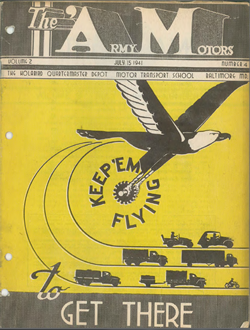 The ARMY MOTORS
VOLUME 2 JULY 15 1941 NUMBER 4
THE HOLABIRD QUARTERMASTER DEPOT MOTOR TRANSPORT SCHOOL BALTIMORE MD.
KEEP 'EM
FLYING
to
GET THERE